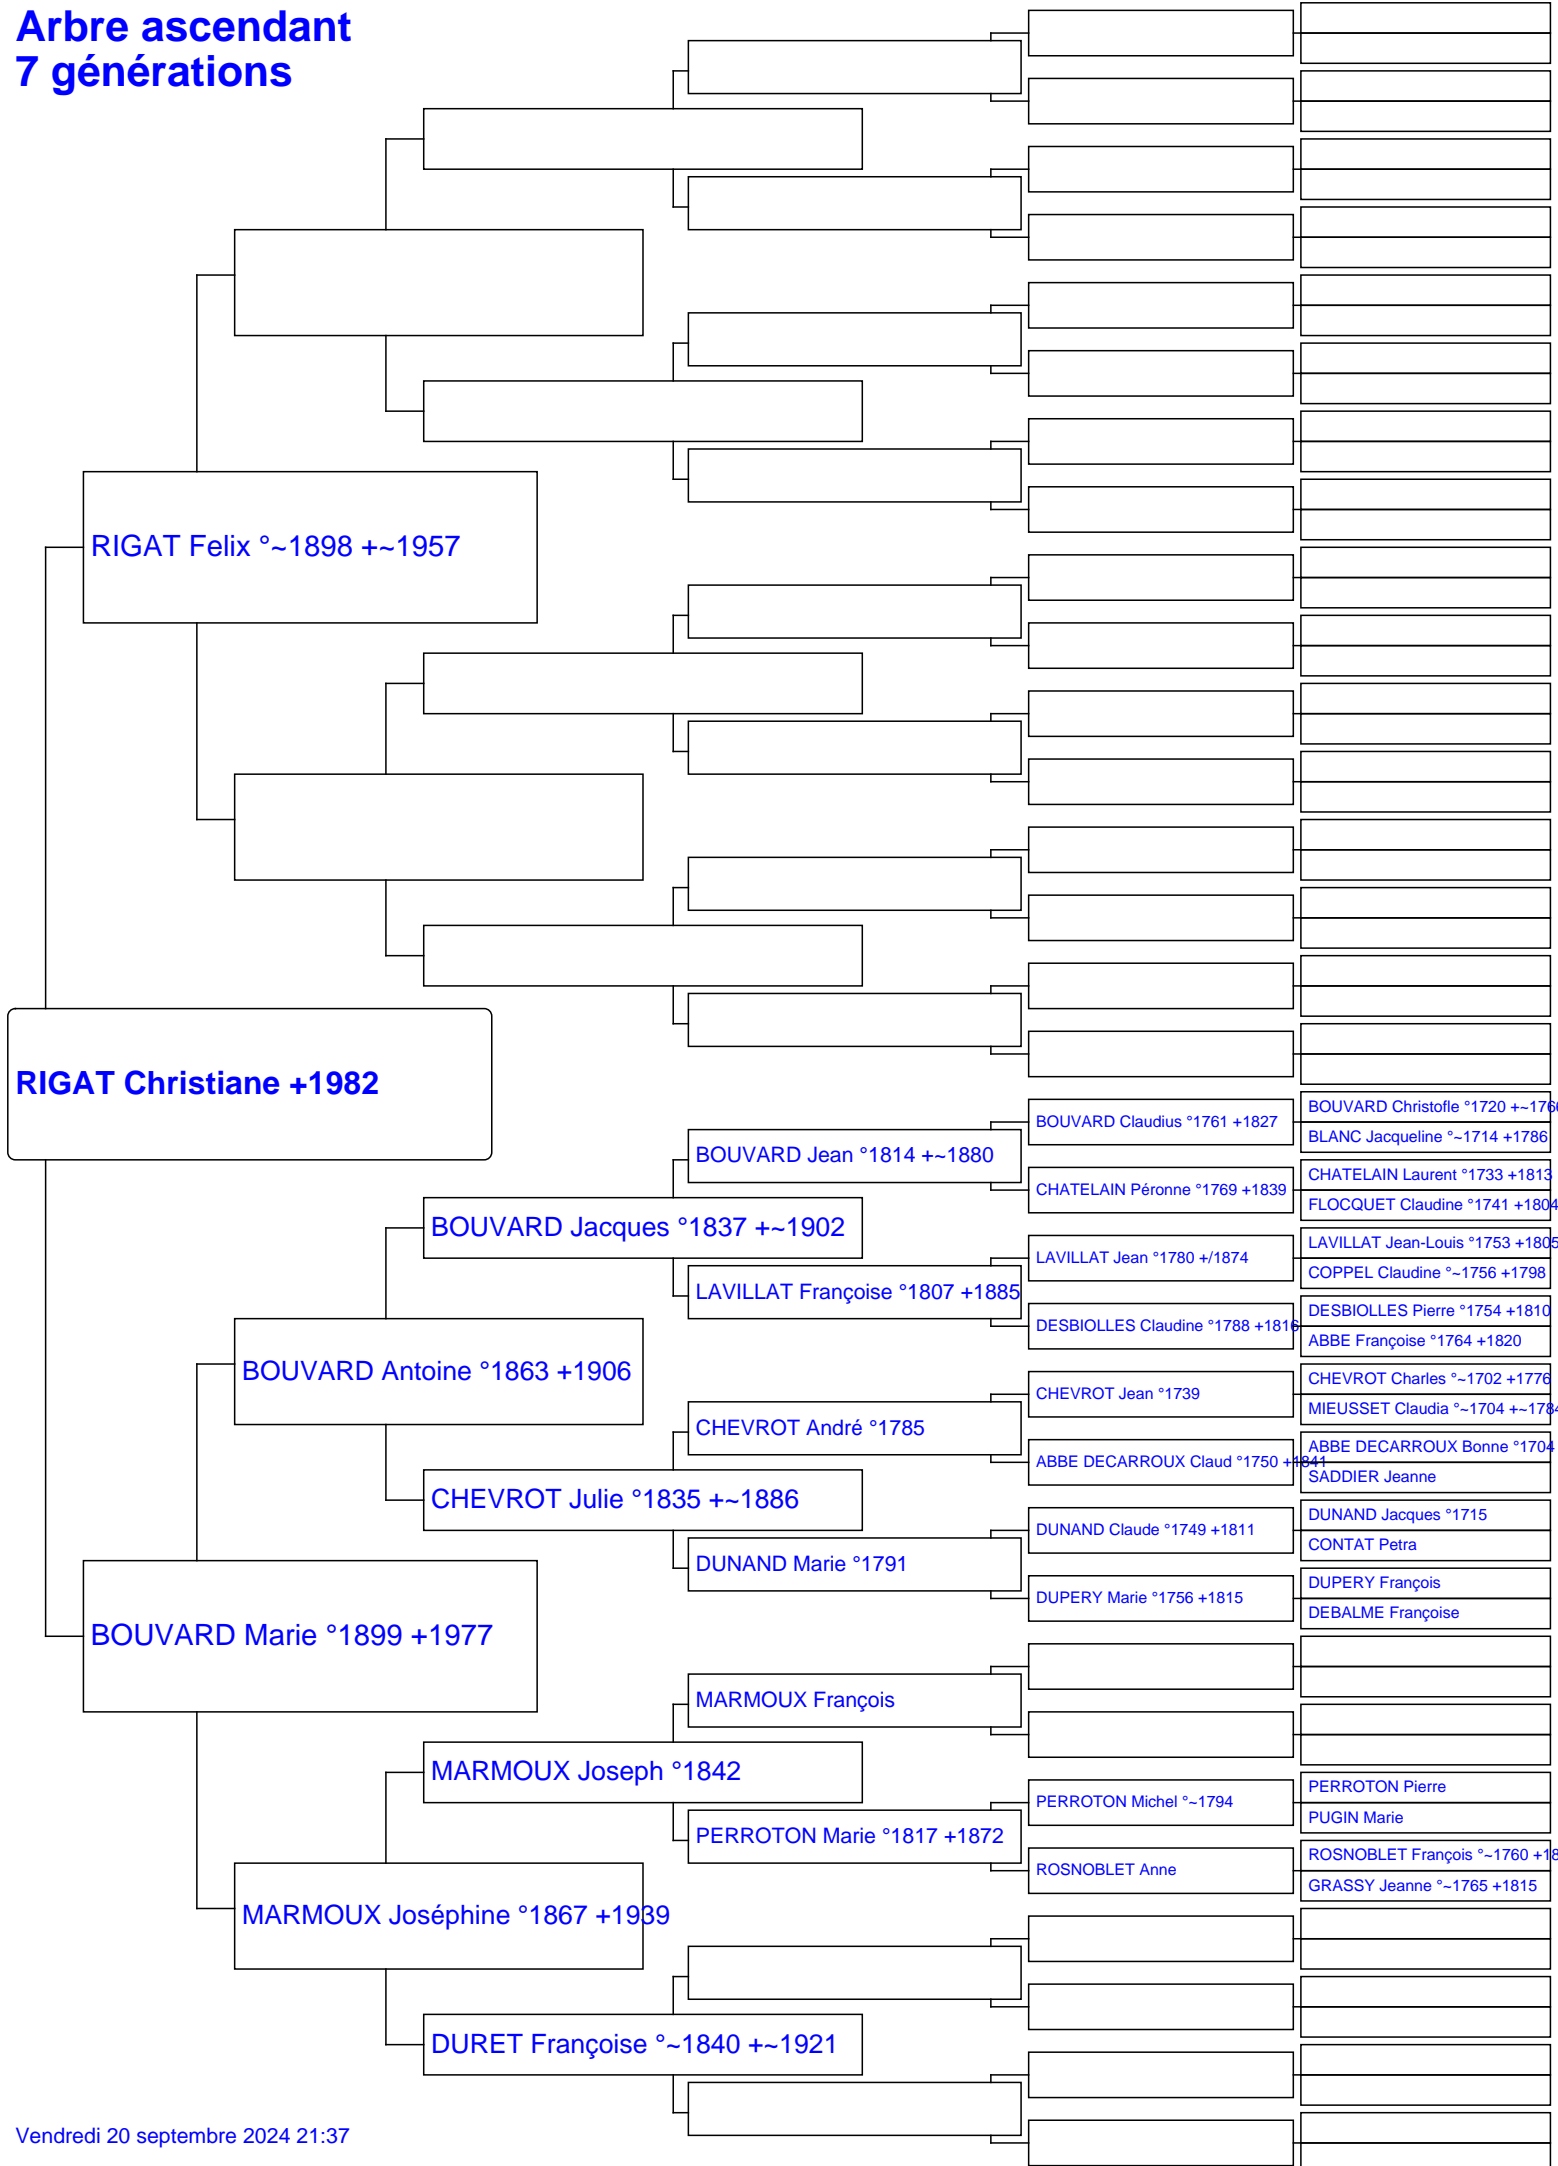 Arbre ascendant
7 générations
RIGAT Felix °~1898 +~1957
RIGAT Christiane +1982
BOUVARD Claudius °1761 +1827
BOUVARD Christofle °1720 +~176
BLANC Jacqueline °~1714 +1786
BOUVARD Jean °1814 +~1880
CHATELAIN Péronne °1769 +1839
CHATELAIN Laurent °1733 +1813
FLOCQUET Claudine °1741 +1804
BOUVARD Jacques °1837 +~1902
LAVILLAT Jean °1780 +/1874
LAVILLAT Jean-Louis °1753 +1805
COPPEL Claudine °~1756 +1798
LAVILLAT Françoise °1807 +1885
DESBIOLLES Claudine °1788 +1816
DESBIOLLES Pierre °1754 +1810
ABBE Françoise °1764 +1820
BOUVARD Antoine °1863 +1906
CHEVROT Jean °1739
CHEVROT Charles °~1702 +1776
MIEUSSET Claudia °~1704 +~1784
CHEVROT André °1785
ABBE DECARROUX Claud °1750 +1841
ABBE DECARROUX Bonne °1704
SADDIER Jeanne
CHEVROT Julie °1835 +~1886
DUNAND Claude °1749 +1811
DUNAND Jacques °1715
CONTAT Petra
DUNAND Marie °1791
DUPERY Marie °1756 +1815
DUPERY François
DEBALME Françoise
BOUVARD Marie °1899 +1977
MARMOUX François
MARMOUX Joseph °1842
PERROTON Michel °~1794
PERROTON Pierre
PUGIN Marie
PERROTON Marie °1817 +1872
ROSNOBLET Anne
ROSNOBLET François °~1760 +18
GRASSY Jeanne °~1765 +1815
MARMOUX Joséphine °1867 +1939
DURET Françoise °~1840 +~1921
Vendredi 20 septembre 2024 21:37